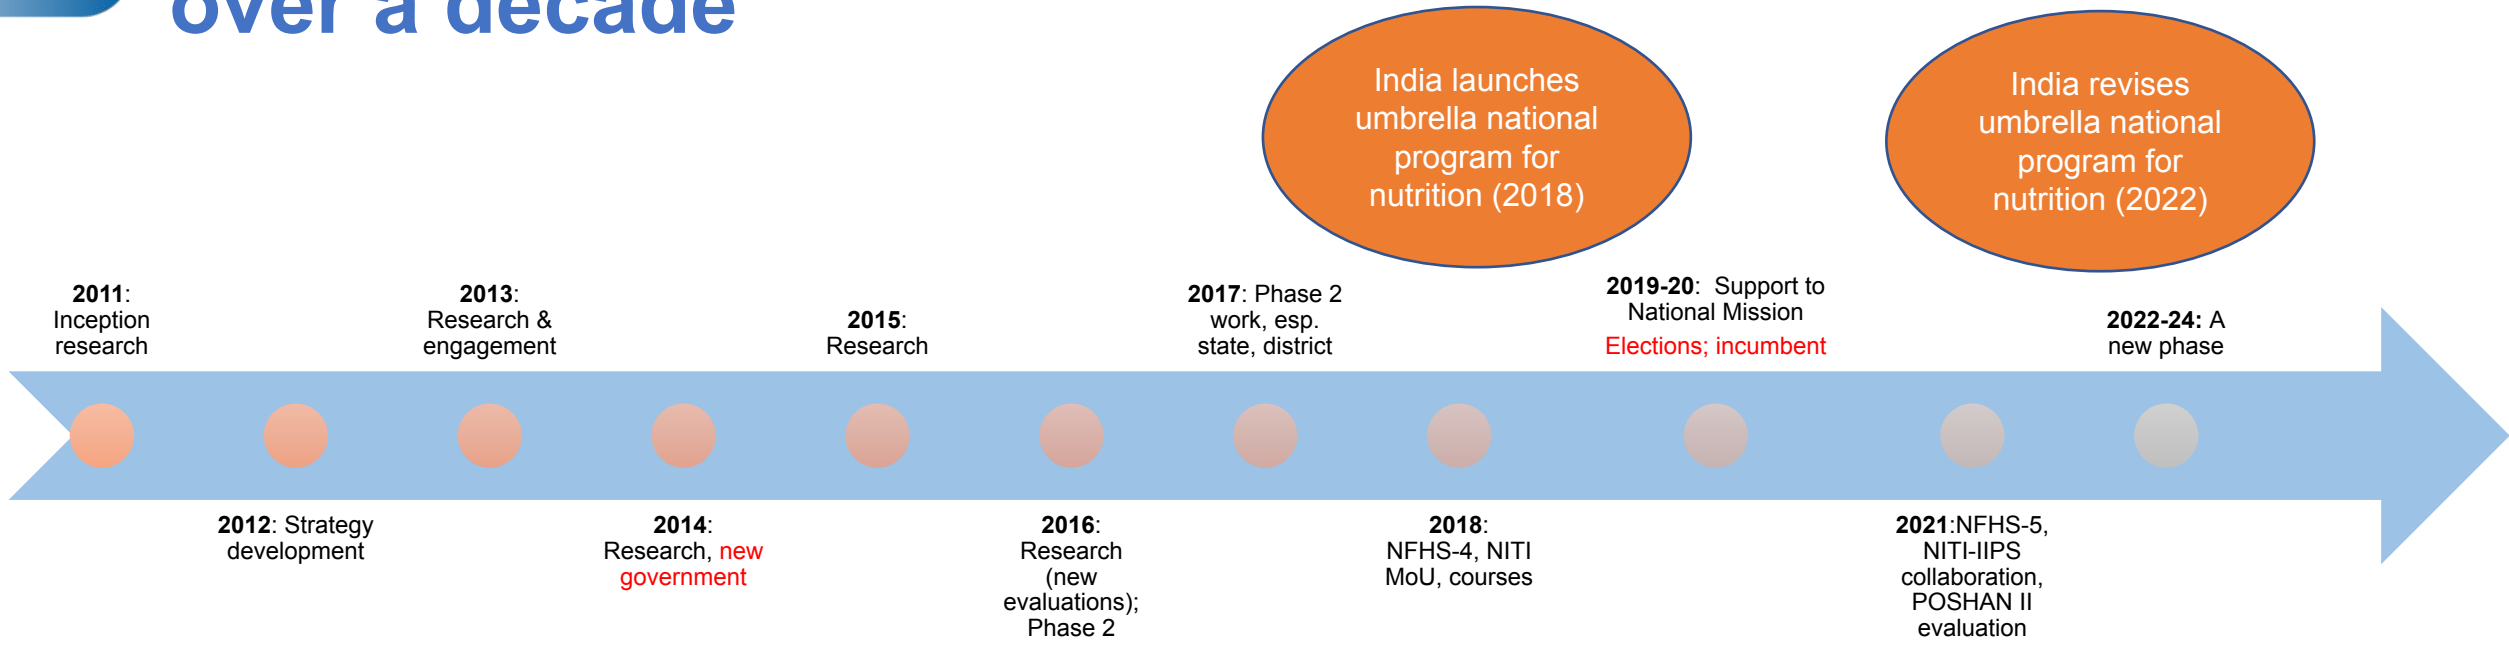 over a decade
India launches
umbrella national
program for
nutrition (2018)
India revises
umbrella national
program for
nutrition (2022)
2011:
Inception
research
2013:
Research &
engagement
2015:
Research
2017: Phase 2
work, esp.
state, district
2019-20:  Support to
National Mission
Elections; incumbent
2022-24: A
new phase
2012: Strategy
development
2014:
Research, new
government
2016:
Research
(new
evaluations);
Phase 2
2018:
NFHS-4, NITI
MoU, courses
2021:NFHS-5,
NITI-IIPS
collaboration,
POSHAN II
evaluation